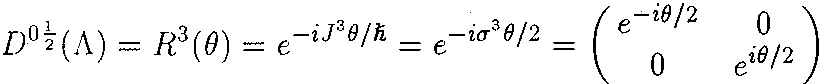 $D^{0\frac{1}{2}}(\Lambda) = R^3(\theta) = e^{-iJ^3\theta/\hbar} = e^{-i\sigma^3\theta/2} = \begin{pmatrix} e^{-i\theta/2} & 0 \\ 0 & e^{i\theta/2} \end{pmatrix}$